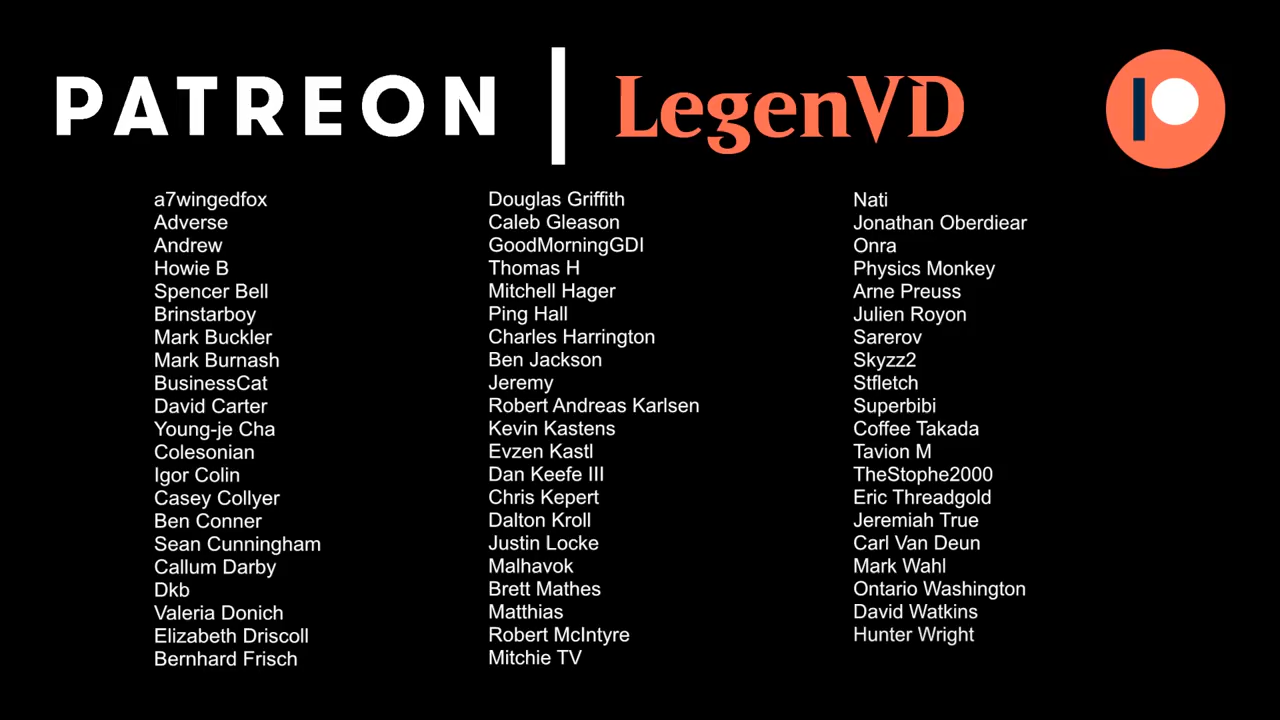 PATREON | LegenVD
a7wingedfox
Adverse
Andrew
Howie B
Spencer Bell
Brinstarboy
Mark Buckler
Mark Burnash
BusinessCat
David Carter
Young-je Cha
Colesonian
Igor Colin
Casey Collyer
Ben Conner
Sean Cunningham
Callum Darby
Dkb
Valeria Donich
Elizabeth Driscoll
Bernhard Frisch
Douglas Griffith
Caleb Gleason
GoodMorningGDI
Thomas H
Mitchell Hager
Ping Hall
Charles Harrington
Ben Jackson
Jeremy
Robert Andreas Karlsen
Kevin Kastens
Evzen Kastl
Dan Keefe III
Chris Kepert
Dalton Kroll
Justin Locke
Malhavok
Brett Mathes
Matthias
Robert McIntyre
Mitchie TV
Nati
Jonathan Oberdiear
Onra
Physics Monkey
Arne Preuss
Julien Royon
Sarerov
Skyzz2
Stfletch
Superbibi
Coffee Takada
Tavion M
TheStophe2000
Eric Threadgold
Jeremiah True
Carl Van Deun
Mark Wahl
Ontario Washington
David Watkins
Hunter Wright